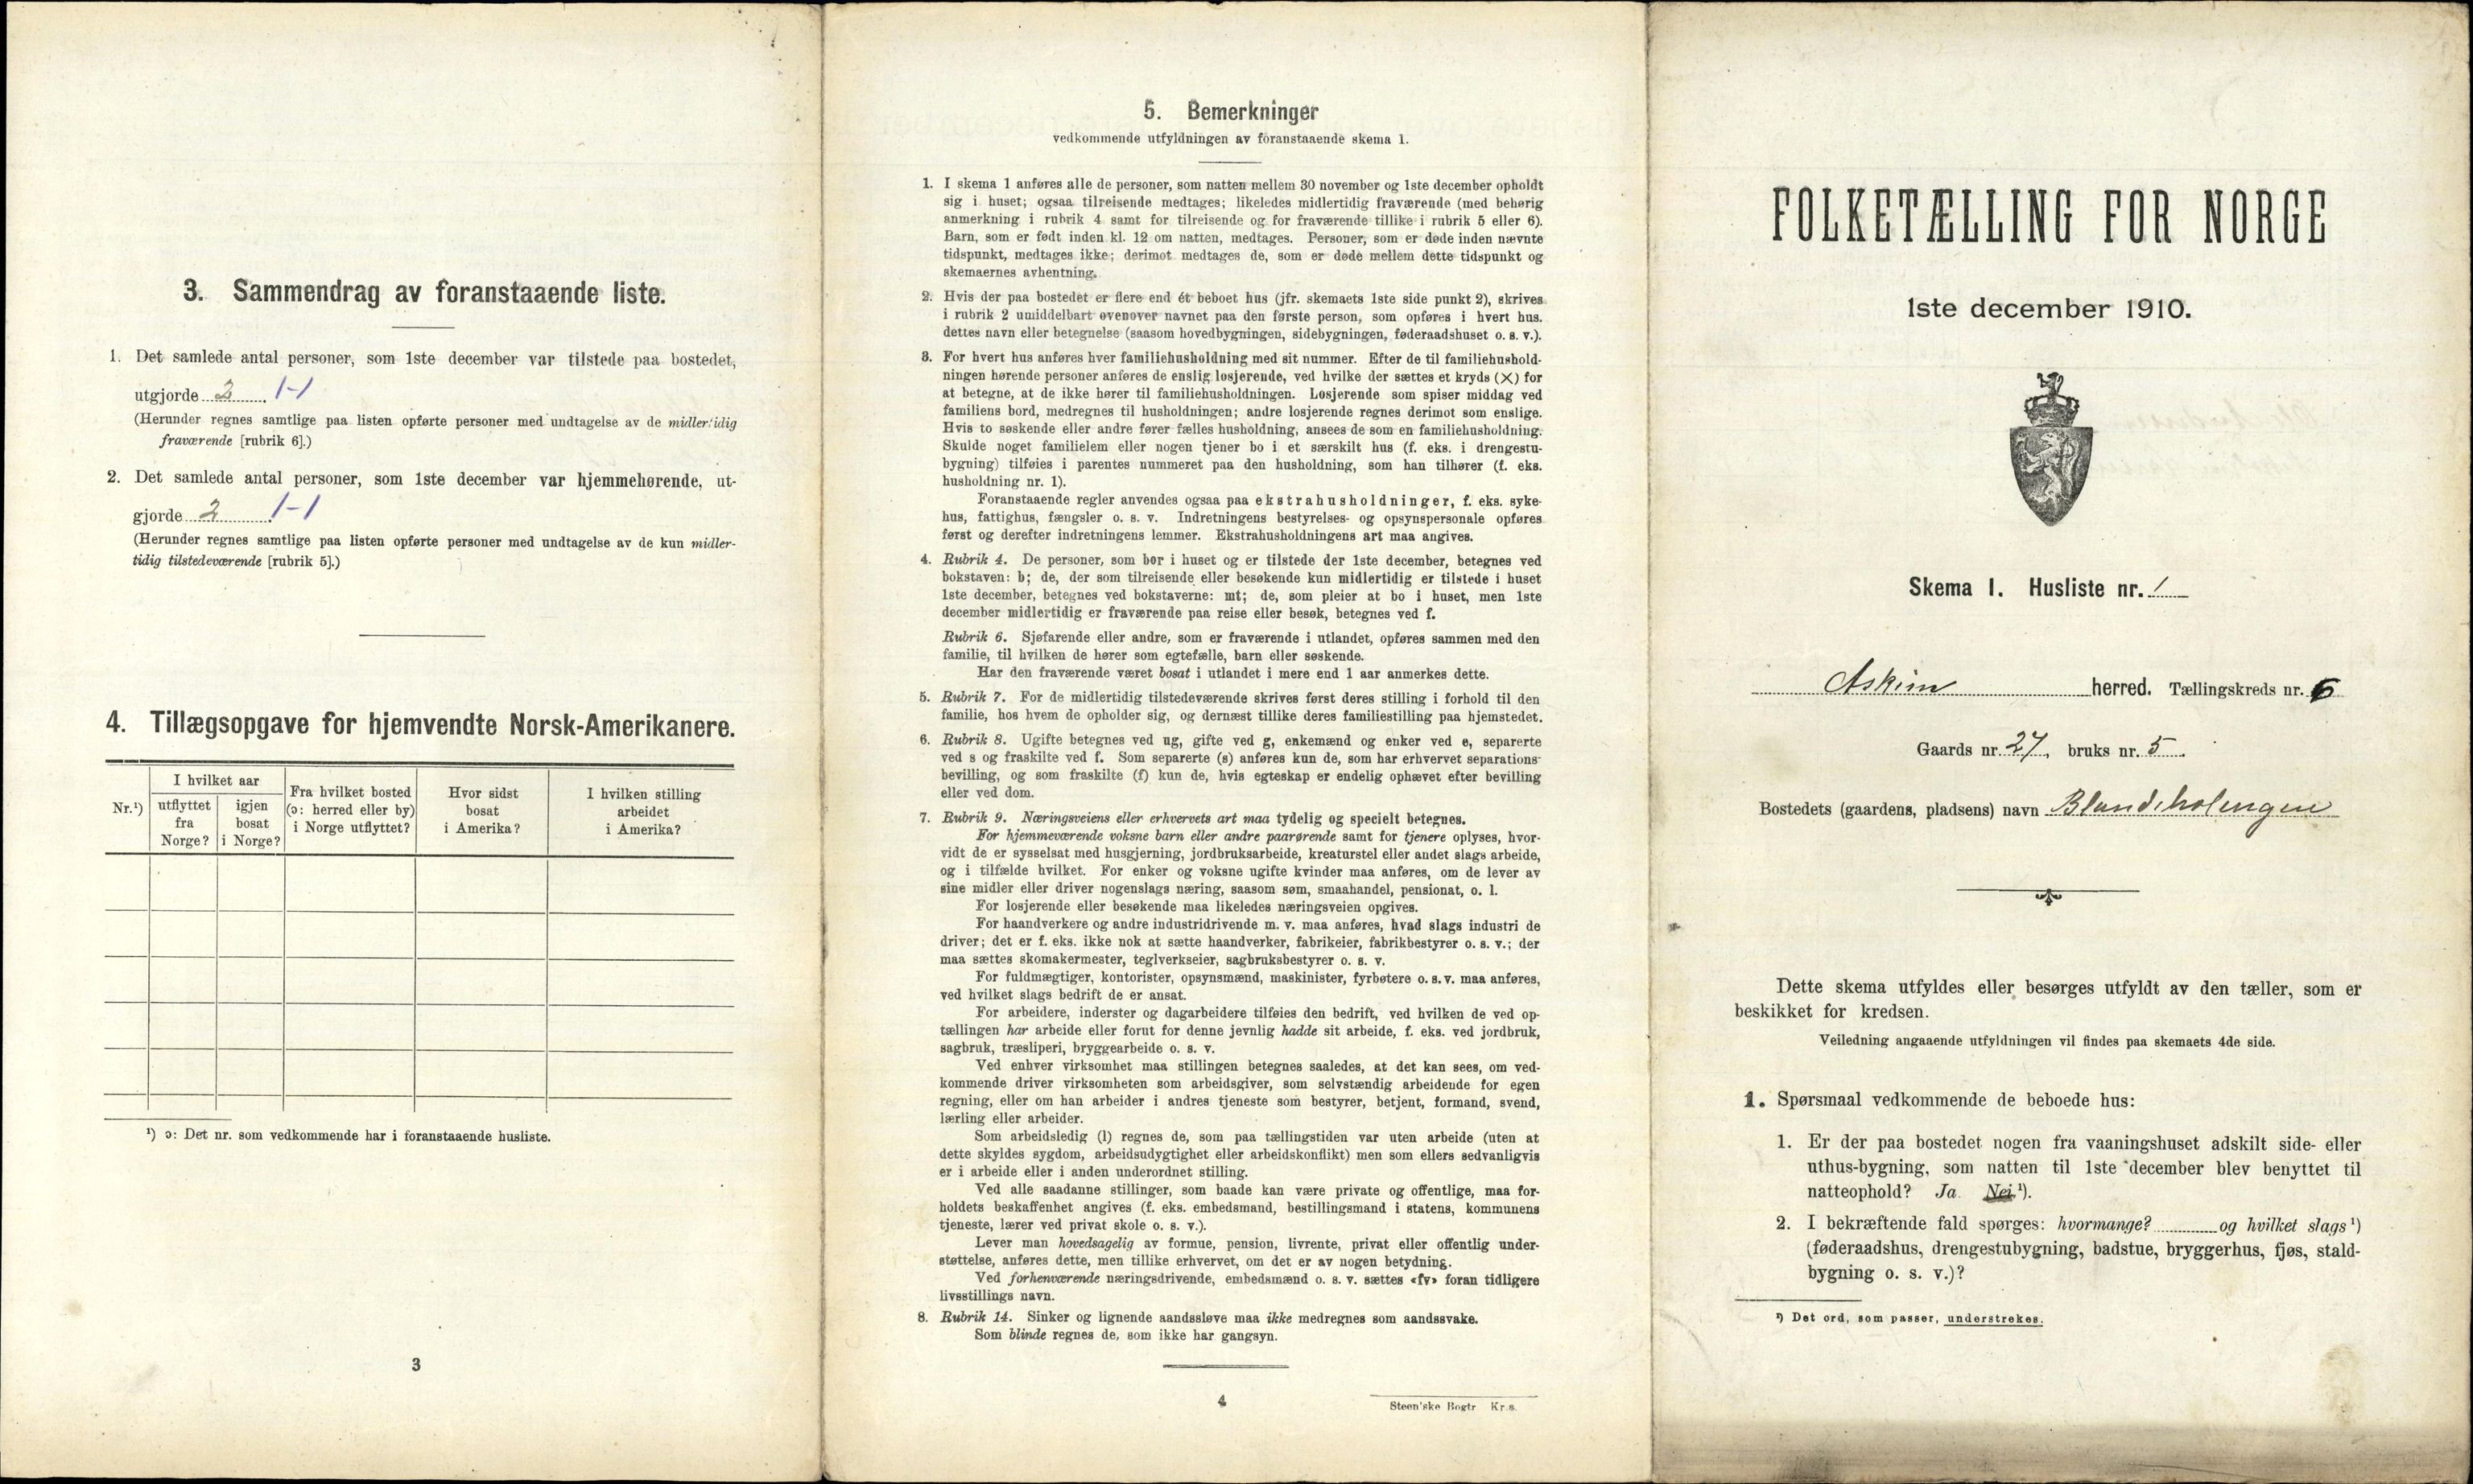 3. Sammendrag av foranstaaende liste.
1. Det samlede antal personer, som 1ste december var tilstede paa bostedet,
utgjorde 2 1-1
(Herunder regnes samtlige paa listen opførte personer med undtagelse av de midlertidig
fraværende [rubrik 6].)
2. Det samlede antal personer, som 1ste december var hjemmehørende, ut-
gjorde 2 1-1
(Herunder regnes samtlige paa listen opførte personer med undtagelse av de kun midler-
tidig tilstedeværende [rubrik 5].)
4. Tillægsopgave for hjemvendte Norsk-Amerikanere.
Nr.¹)
I hvilket aar
utflyttet
fra
Norge?
igjen
bosat
i Norge?
Fra hvilket bosted
(ɔ: herred eller by)
i Norge utflyttet?
Hvor sidst
bosat
i Amerika?
I hvilken stilling
arbeidet
i Amerika?
¹) ɔ: Det nr. som vedkommende har i foranstaaende husliste.
3
5. Bemerkninger
vedkommende utfyldningen av foranstaaende skema 1.
1. I skema 1 anføres alle de personer, som natten mellem 30 november og 1ste december opholdt
sig i huset; ogsaa tilreisende medtages; likeledes midlertidig fraværende (med behørig
anmerkning i rubrik 4 samt for tilreisende og for fraværende tillike i rubrik 5 eller 6).
Barn, som er født inden kl. 12 om natten, medtages. Personer, som er døde inden nævnte
tidspunkt, medtages ikke; derimot medtages de, som er døde mellem dette tidspunkt og
skemaernes avhentning.
2. Hvis der paa bostedet er flere end ét beboet hus (jfr. skemaets 1ste side punkt 2), skrives
i rubrik 2 umiddelbart ovenover navnet paa den første person, som opføres i hvert hus.
dettes navn eller betegnelse (saasom hovedbygningen, sidebygningen, føderaadshuset o. s. v.).
3. For hvert hus anføres hver familiehusholdning med sit nummer. Efter de til familiehushold-
ningen hørende personer anføres de enslig losjerende, ved hvilke der sættes et kryds (×) for
at betegne, at de ikke hører til familiehusholdningen. Losjerende som spiser middag ved
familiens bord, medregnes til husholdningen; andre losjerende regnes derimot som enslige.
Hvis to søskende eller andre fører fælles husholdning, ansees de som en familiehusholdning.
Skulde noget familielem eller nogen tjener bo i et særskilt hus (f. eks. i drengestu-
bygning) tilføies i parentes nummeret paa den husholdning, som han tilhører (f. eks.
husholdning nr. 1).
Foranstaaende regler anvendes ogsaa paa ekstrahusholdninger, f. eks. syke-
hus, fattighus, fængsler o. s. v. Indretningens bestyrelses- og opsynspersonale opføres
først og derefter indretningens lemmer. Ekstrahusholdningens art maa angives.
4. Rubrik 4. De personer, som bor i huset og er tilstede der 1ste december, betegnes ved
bokstaven: b; de, der som tilreisende eller besøkende kun midlertidig er tilstede i huset
1ste december, betegnes ved bokstaverne: mt; de, som pleier at bo i huset, men 1ste
december midlertidig er fraværende paa reise eller besøk, betegnes ved f.
Rubrik 6. Sjøfarende eller andre, som er fraværende i utlandet, opføres sammen med den
familie, til hvilken de hører som egtefælle, barn eller søskende.
Har den fraværende været bosat i utlandet i mere end 1 aar anmerkes dette.
5. Rubrik 7. For de midlertidig tilstedeværende skrives først deres stilling i forhold til den
familie, hos hvem de opholder sig, og dernæst tillike deres familiestilling paa hjemstedet.
6. Rubrik 8. Ugifte betegnes ved ug, gifte ved g, enkemænd og enker ved e, separerte
ved s og fraskilte ved f. Som separerte (s) anføres kun de, som har erhvervet separations-
bevilling, og som fraskilte (f) kun de, hvis egteskap er endelig ophævet efter bevilling
eller ved dom.
7. Rubrik 9. Næringsveiens eller erhvervets art maa tydelig og specielt betegnes.
For hjemmeværende voksne barn eller andre paarørende samt for tjenere oplyses, hvor-
vidt de er sysselsat med husgjerning, jordbruksarbeide, kreaturstel eller andet slags arbeide,
og i tilfælde hvilket. For enker og voksne ugifte kvinder maa anføres, om de lever av
sine midler eller driver nogenslags næring, saasom søm, smaahandel, pensionat, o. l.
For losjerende eller besøkende maa likeledes næringsveien opgives.
For haandverkere og andre industridrivende m. v. maa anføres, hvad slags industri de
driver; det er f. eks. ikke nok at sætte haandverker, fabrikeier, fabrikbestyrer o. s. v.; der
maa sættes skomakermester, teglverkseier, sagbruksbestyrer o. s. v.
For fuldmægtiger, kontorister, opsynsmænd, maskinister, fyrbøtere o. s. v. maa anføres,
ved hvilket slags bedrift de er ansat.
For arbeidere, inderster og dagarbeidere tilføies den bedrift, ved hvilken de ved op-
tællingen har arbeide eller forut for denne jevnlig hadde sit arbeide, f. eks. ved jordbruk,
sagbruk, træsliperi, bryggearbeide o. s. v.
Ved enhver virksomhet maa stillingen betegnes saaledes, at det kan sees, om ved-
kommende driver virksomheten som arbeidsgiver, som selvstændig arbeidende for egen
regning, eller om han arbeider i andres tjeneste som bestyrer, betjent, formand, svend,
lærling eller arbeider.
Som arbeidsledig (l) regnes de, som paa tællingstiden var uten arbeide (uten at
dette skyldes sygdom, arbeidsudygtighet eller arbeidskonflikt) men som ellers sedvanligvis
er i arbeide eller i anden underordnet stilling.
Ved alle saadanne stillinger, som baade kan være private og offentlige, maa for-
holdets beskaffenhet angives (f. eks. embedsmand, bestillingsmand i statens, kommunens
tjeneste, lærer ved privat skole o. s. v.).
Lever man hovedsagelig av formue, pension, livrente, privat eller offentlig under-
støttelse, anføres dette, men tillike erhvervet, om det er av nogen betydning.
Ved forhenværende næringsdrivende, embedsmænd o. s. v. sættes «fv» foran tidligere
livsstillings navn.
8. Rubrik 14. Sinker og lignende aandssløve maa ikke medregnes som aandssvake.
Som blinde regnes de, som ikke har gangsyn.
4
Steen'ske Bogtr Kr.a.
FOLKETÆLLING FOR NORGE
1ste december 1910.
Skema 1. Husliste nr. 1
Askim herred. Tællingskreds nr. 6
Gaards nr. 27, bruks nr. 5.
Bostedets (gaardens, pladsens) navn Blandeholengen
Dette skema utfyldes eller besørges utfyldt av den tæller, som er
beskikket for kredsen.
Veiledning angaaende utfyldningen vil findes paa skemaets 4de side.
1. Spørsmaal vedkommende de beboede hus:
1. Er der paa bostedet nogen fra vaaningshuset adskilt side- eller
uthus-bygning, som natten til 1ste december blev benyttet til
natteophold? Ja Nei ¹).
2. I bekræftende fald spørges: hvormange? og hvilket slags ¹)
(føderaadshus, drengestubygning, badstue, bryggerhus, fjøs, stald-
bygning o. s. v.)?
¹) Det ord, som passer, understrekes.